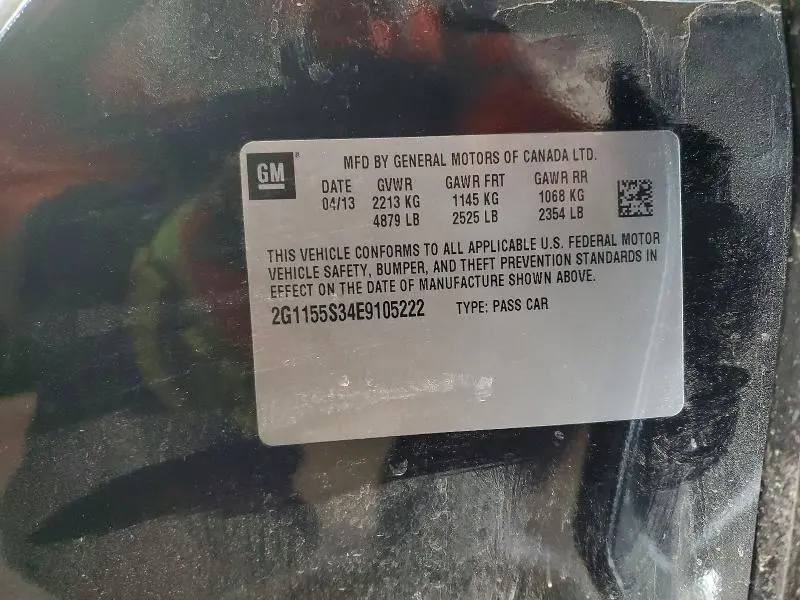 GM
MFD BY GENERAL MOTORS OF CANADA LTD.
DATE GVWR GAWR FRT GAWR RR
04/13 2213 KG 1145 KG 1068 KG
4879 LB 2525 LB 2354 LB
THIS VEHICLE CONFORMS TO ALL APPLICABLE U.S. FEDERAL MOTOR
VEHICLE SAFETY, BUMPER, AND THEFT PREVENTION STANDARDS IN
EFFECT ON THE DATE OF MANUFACTURE SHOWN ABOVE.
2G1155S34E9105222 TYPE: PASS CAR